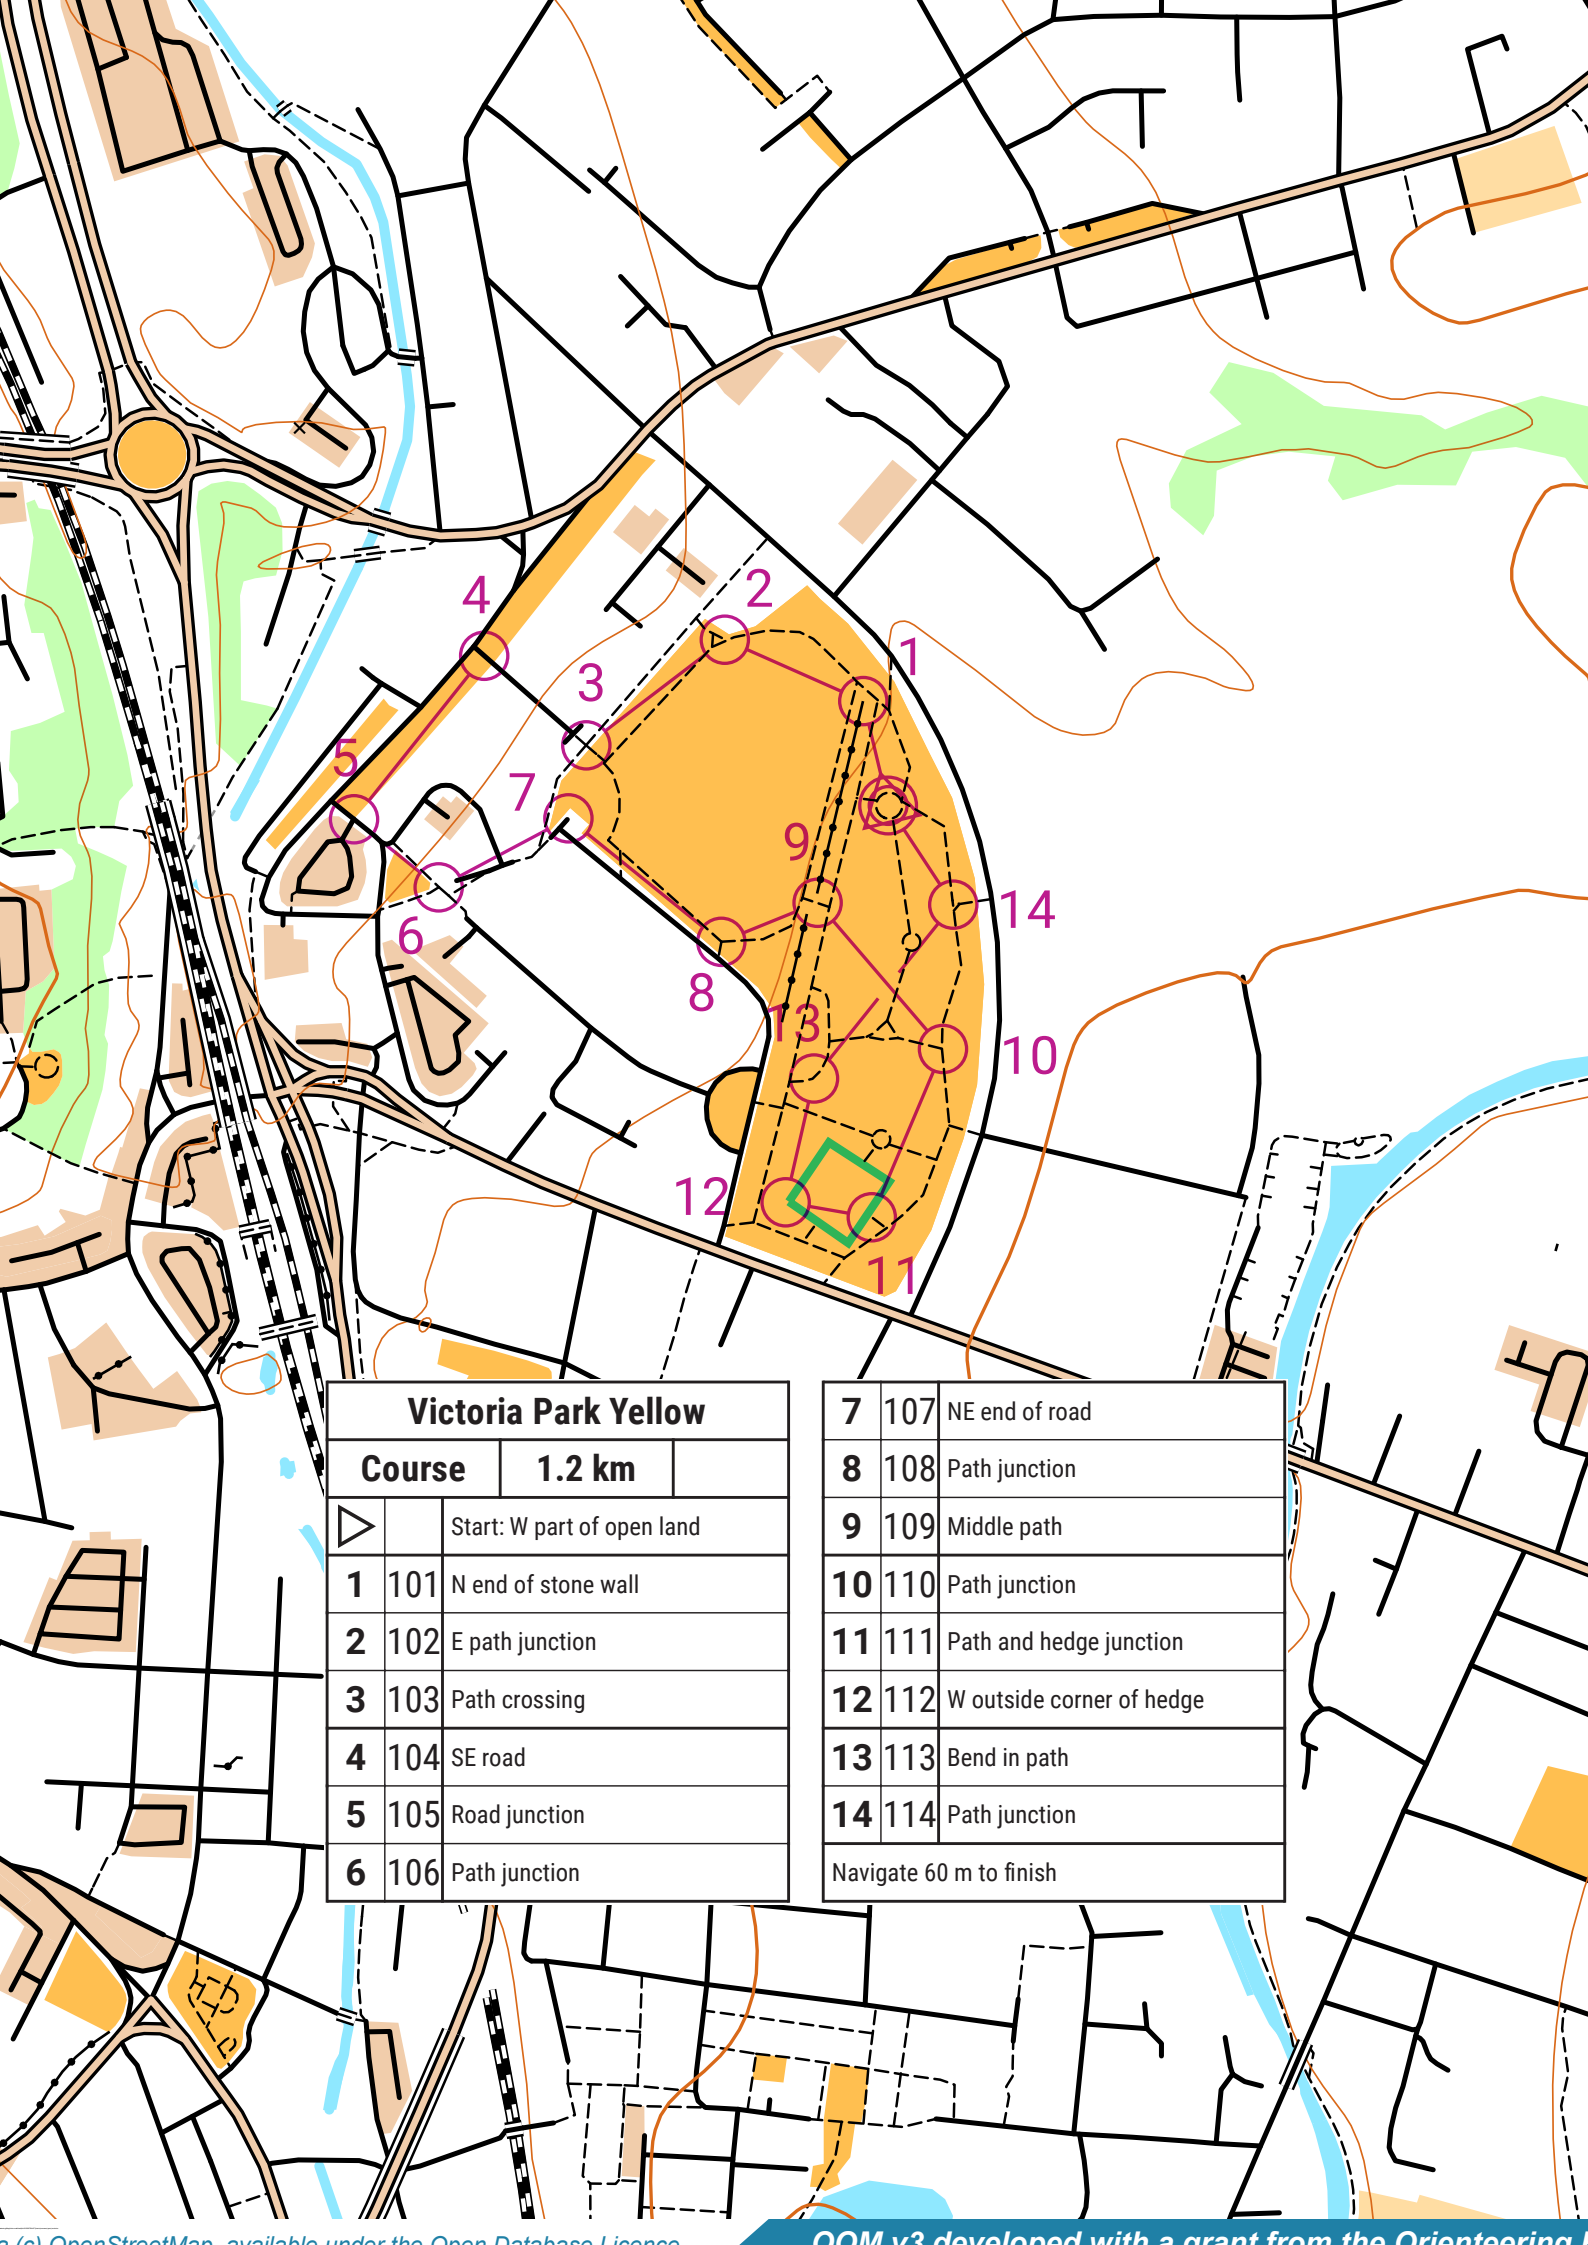 4
2
1
3
5
7
9
14
6
8
13
10
12
11
Victoria Park Yellow
Course 1.2 km
Start: W part of open land
1 101 N end of stone wall
2 102 E path junction
3 103 Path crossing
4 104 SE road
5 105 Road junction
6 106 Path junction
7 107 NE end of road
8 108 Path junction
9 109 Middle path
10 110 Path junction
11 111 Path and hedge junction
12 112 W outside corner of hedge
13 113 Bend in path
14 114 Path junction
Navigate 60 m to finish
(c) OpenStreetMap, available under the Open Database Licence.
OOM v3 developed with a grant from the Orienteering